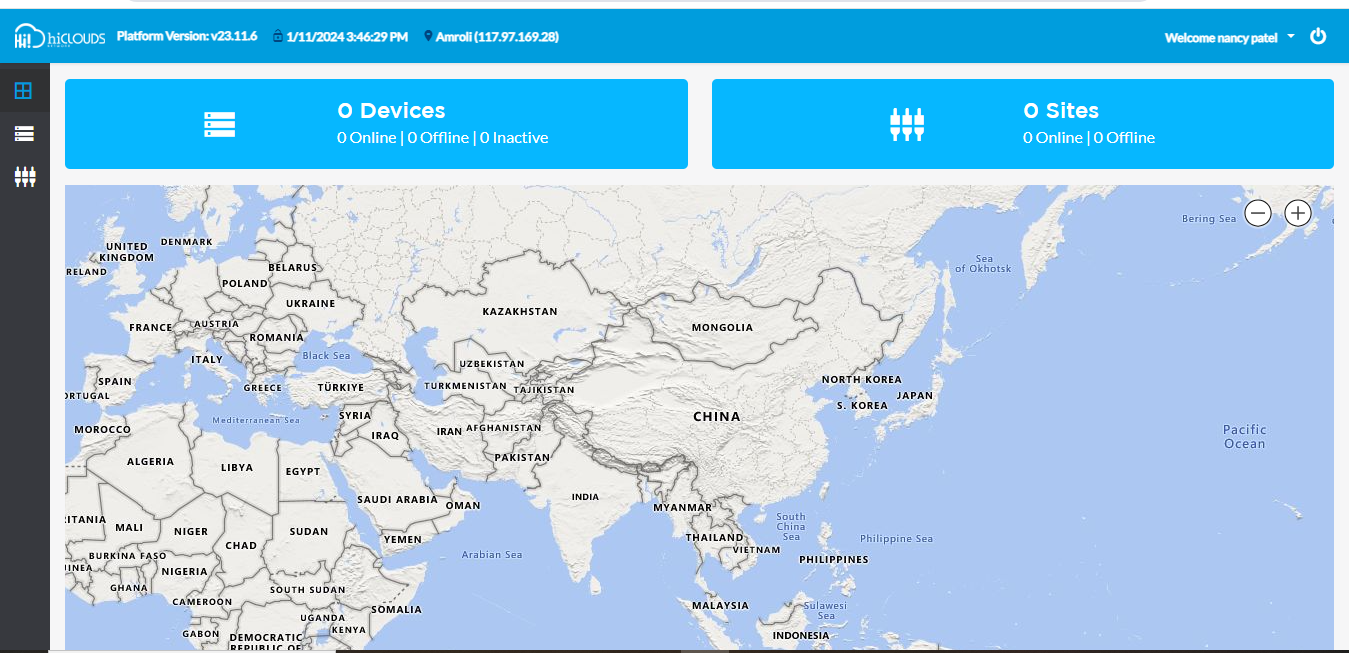 hiCLOUDS
Platform Version: v23.11.6
1/11/2024 3:46:29 PM
Amroli (117.97.169.28)
Welcome nancy patel
0 Devices
0 Online | 0 Offline | 0 Inactive
0 Sites
0 Online | 0 Offline
Bering Sea
UNITED
KINGDOM
DENMARK
RELAND
BELARUS
POLAND
UKRAINE
Sea
of Okhotsk
KAZAKHSTAN
MONGOLIA
FRANCE
AUSTRIA
ROMANIA
ITALY
Black Sea
UZBEKISTAN
SPAIN
ORTUGAL
GREECE
TÜRKIYE
TURKMENISTAN
TAJIKISTAN
NORTH KOREA
JAPAN
S. KOREA
CHINA
Mediterranean Sea
SYRIA
MOROCCO
IRAQ
IRAN
AFGHANISTAN
Pacific
Ocean
ALGERIA
LIBYA
EGYPT
PAKISTAN
SAUDI ARABIA
OMAN
INDIA
MYANMAR
RITANIA
MALI
NIGER
CHAD
SUDAN
YEMEN
South
China
Sea
THAILAND
VIETNAM
Philippine Sea
PHILIPPINES
Arabian Sea
BURKINA FASO
INEA
NIGERIA
GHANA
CAMEROON
SOUTH SUDAN
SOMALIA
MALAYSIA
Sulawesi
Sea
UGANDA
KENYA
GABON
DEMOCRATIC
REPUBLIC OF
INDONESIA